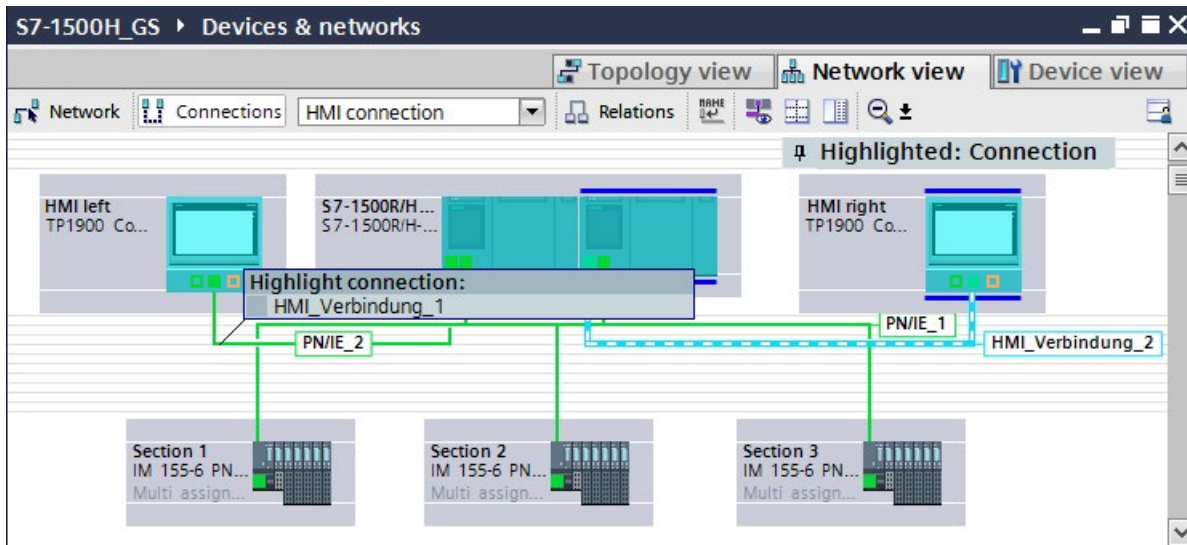 S7-1500H_GS ▸ Devices & networks
Topology view Network view Device view
Network Connections HMI connection Relations NAME
Highlighted: Connection
HMI left
TP1900 Co...
S7-1500R/H...
S7-1500R/H-...
HMI right
TP1900 Co...
Highlight connection:
HMI_Verbindung_1
PN/IE_2
PN/IE_1
HMI_Verbindung_2
Section 1
IM 155-6 PN...
Multi assign...
Section 2
IM 155-6 PN...
Multi assign...
Section 3
IM 155-6 PN...
Multi assign...